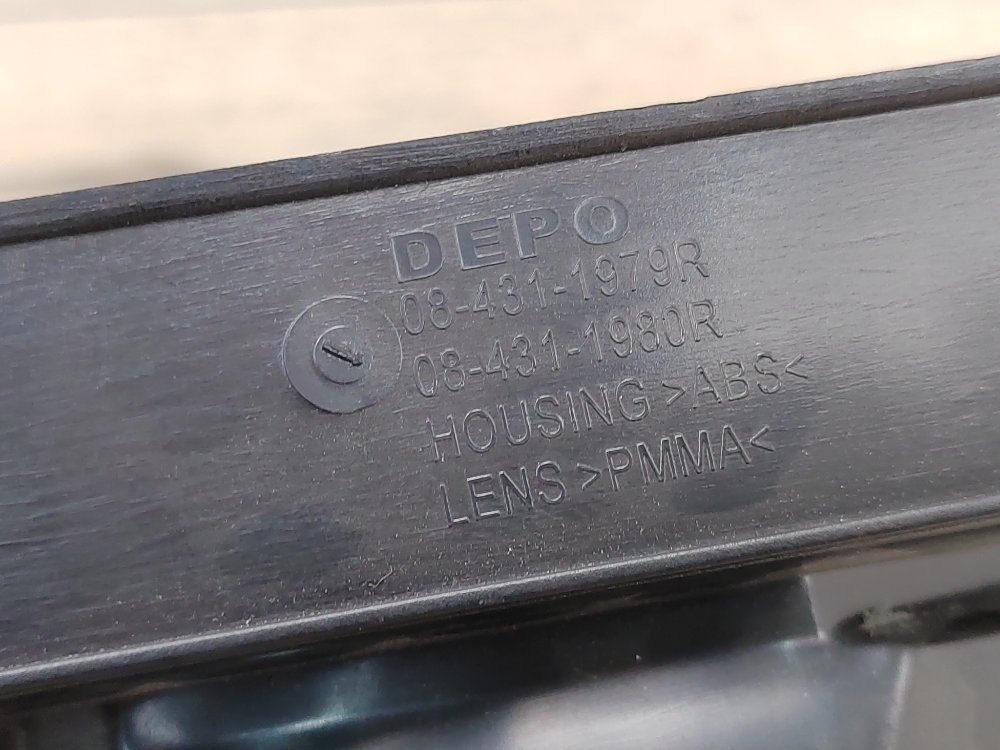 DEPO
08-431-1979R
08-431-1980R
HOUSING >ABS<
LENS >PMMA<